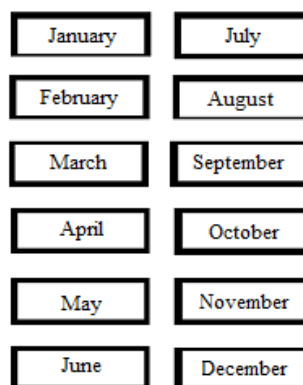 January
July
February
August
March
September
April
October
May
November
June
December